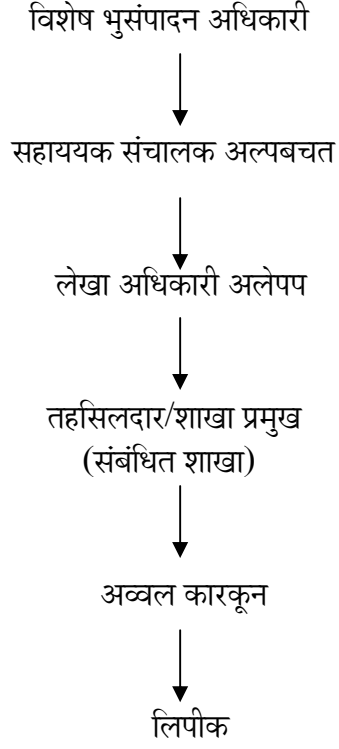 विशेष भुसंपादन अधिकारी
सहाययक संचालक अल्पबचत
लेखा अधिकारी अलेपप
तहसिलदार/शाखा प्रमुख
(संबंधित शाखा)
अव्वल कारकून
लिपीक